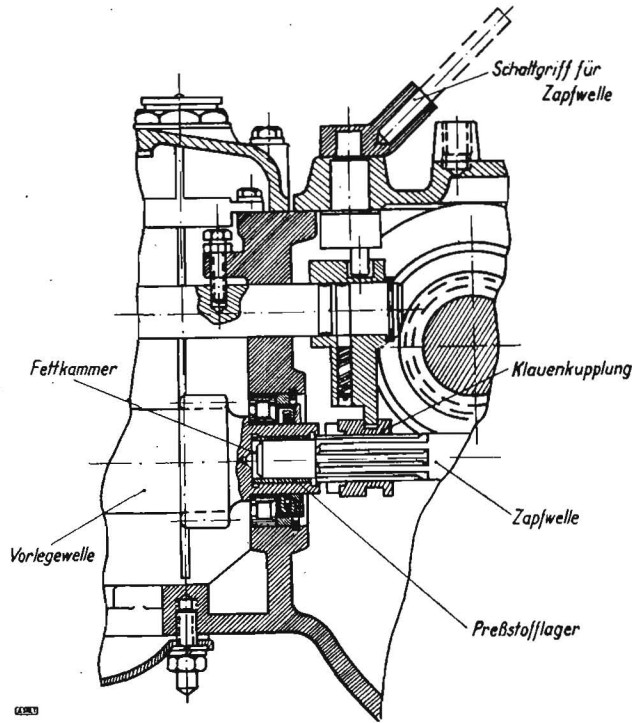 Schaltgriff für
Zapfwelle
Fettkammer
Klauenkupplung
Zapfwelle
Vorlegewelle
Preßstofflager